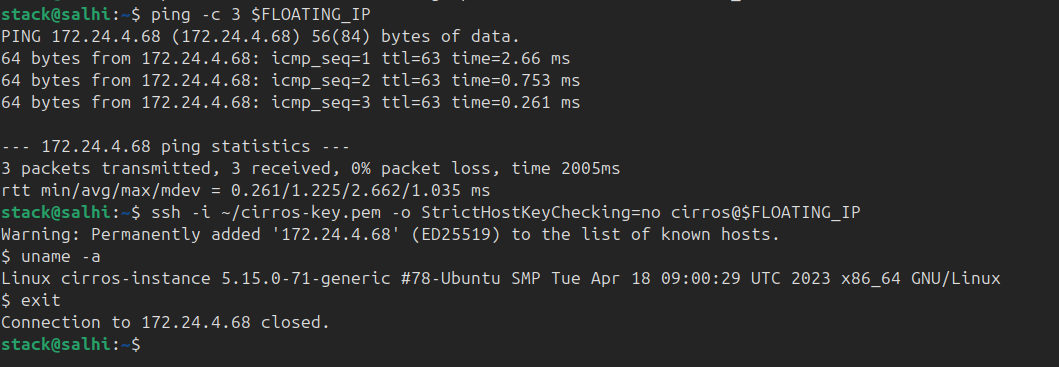 stack@salhi:~$ ping -c 3 $FLOATING_IP
PING 172.24.4.68 (172.24.4.68) 56(84) bytes of data.
64 bytes from 172.24.4.68: icmp_seq=1 ttl=63 time=2.66 ms
64 bytes from 172.24.4.68: icmp_seq=2 ttl=63 time=0.753 ms
64 bytes from 172.24.4.68: icmp_seq=3 ttl=63 time=0.261 ms
--- 172.24.4.68 ping statistics ---
3 packets transmitted, 3 received, 0% packet loss, time 2005ms
rtt min/avg/max/mdev = 0.261/1.225/2.662/1.035 ms
stack@salhi:~$ ssh -i ~/cirros-key.pem -o StrictHostKeyChecking=no cirros@$FLOATING_IP
Warning: Permanently added '172.24.4.68' (ED25519) to the list of known hosts.
$ uname -a
Linux cirros-instance 5.15.0-71-generic #78-Ubuntu SMP Tue Apr 18 09:00:29 UTC 2023 x86_64 GNU/Linux
$ exit
Connection to 172.24.4.68 closed.
stack@salhi:~$